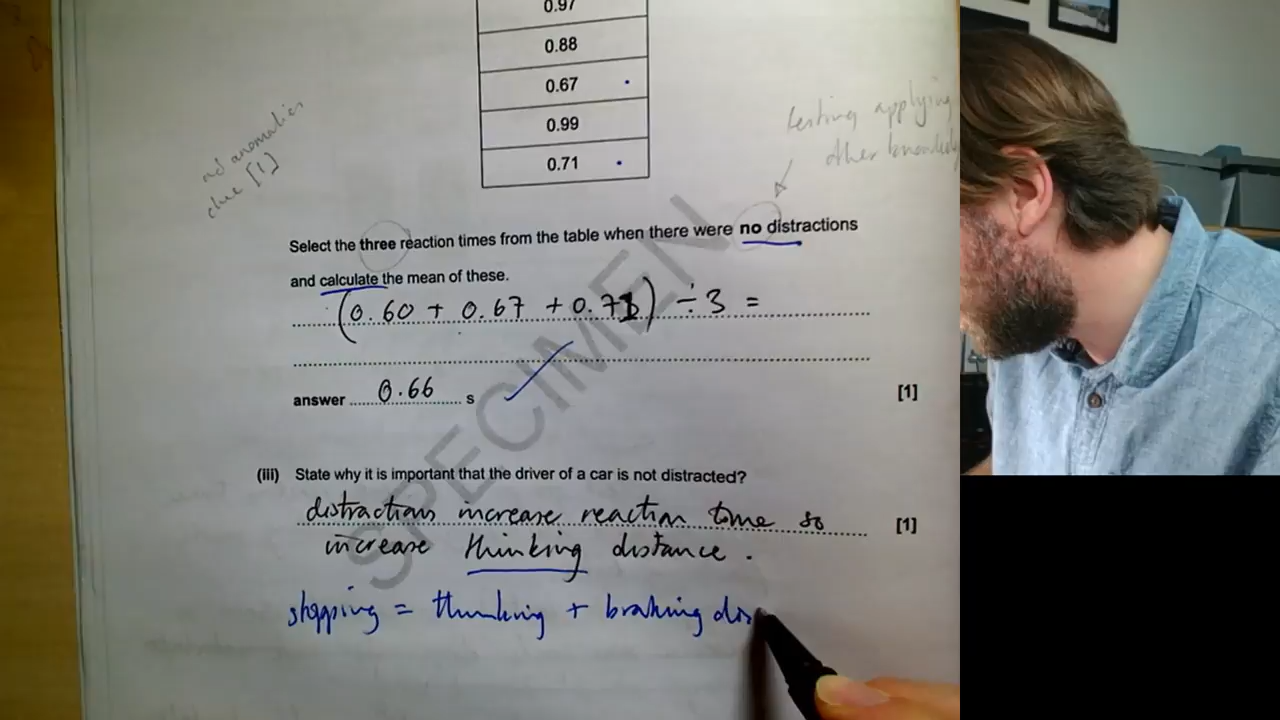 0.97
0.88
0.67
0.99
0.71
testing applying
other knowledg
no anomalies
clue [1]
Select the three reaction times from the table when there were no distractions
and calculate the mean of these.
(0.60 + 0.67 + 0.71) ÷ 3 =
answer 0.66 s [1]
(iii) State why it is important that the driver of a car is not distracted?
distractions increase reaction time so [1]
increase thinking distance.
stopping = thinking + braking dis
SPECIMEN